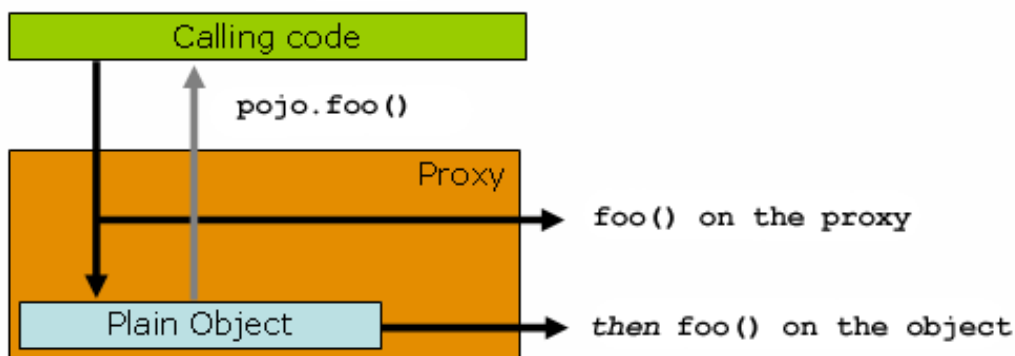 Calling code
pojo.foo()
Proxy
foo() on the proxy
Plain Object
then foo() on the object